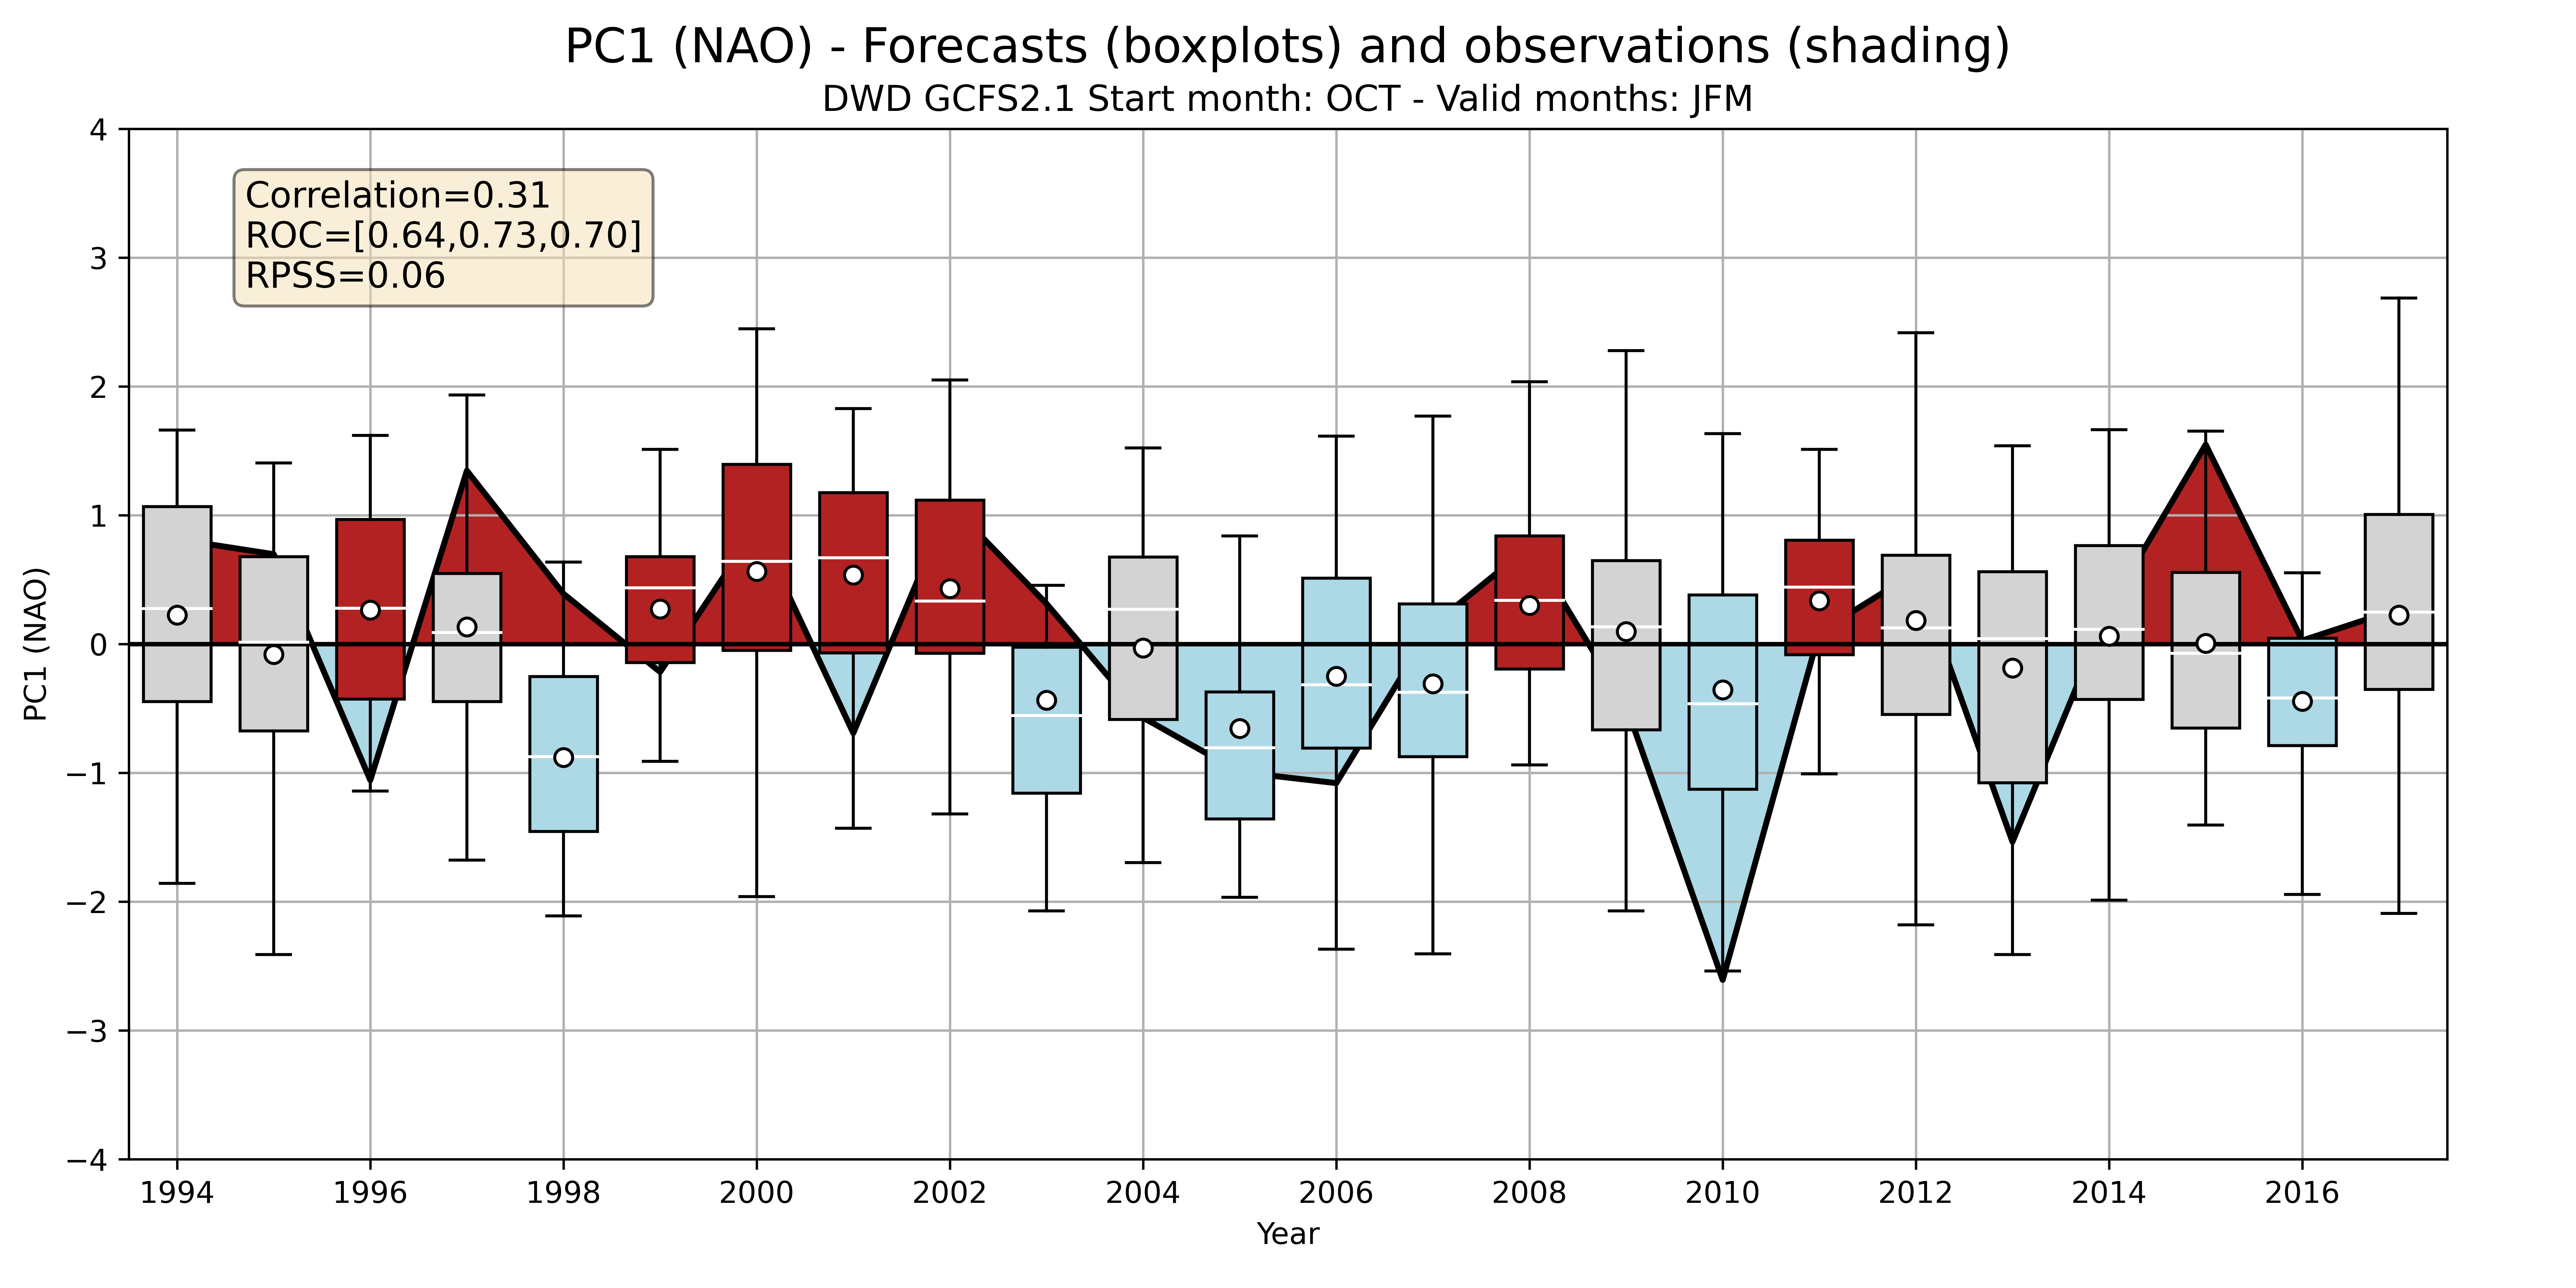 PC1 (NAO) - Forecasts (boxplots) and observations (shading)
DWD GCFS2.1 Start month: OCT - Valid months: JFM
Correlation=0.31
ROC=[0.64,0.73,0.70]
RPSS=0.06
PC1 (NAO)
4
3
2
1
0
−1
−2
−3
−4
1994 1996 1998 2000 2002 2004 2006 2008 2010 2012 2014 2016
Year